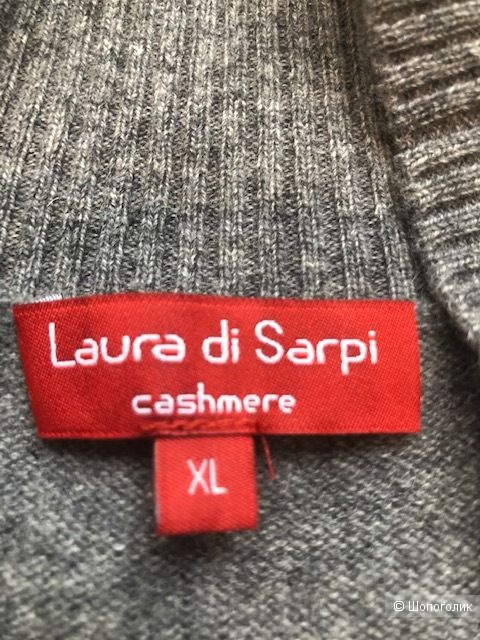 Laura di Sarpi
cashmere
XL
© Шопоголик